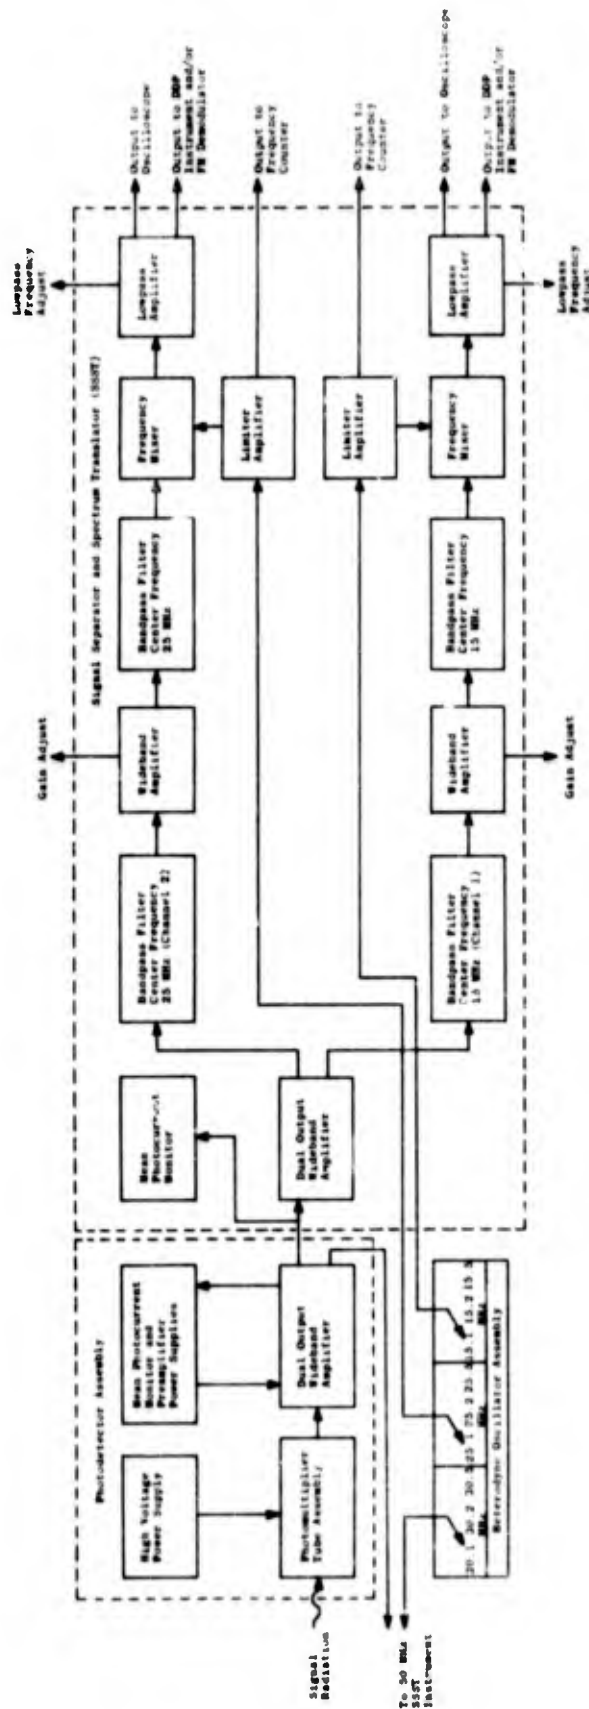 Photodetector Assembly
High Voltage
Power Supply
Mean Photocurrent
Monitor and
Preamplifier
Power Supplies
Signal
Radiation
Photomultiplier
Tube Assembly
Dual Output
Wideband
Amplifier
To 30 MHz
SSST
Instrument
MHz
MHz
MHz
Heterodyne Oscillator Assembly
Signal Separator and Spectrum Translator (SSST)
Mean
Photocurrent
Monitor
Dual Output
Wideband
Amplifier
Bandpass Filter
Center Frequency
25 MHz (Channel 2)
Gain Adjust
Wideband
Amplifier
Bandpass Filter
Center Frequency
25 MHz
Frequency
Mixer
Lowpass
Frequency
Adjust
Lowpass
Amplifier
Output to
Oscilloscope
Output to DDP
Instrument and/or
FM Demodulator
Limiter
Amplifier
Output to
Frequency
Counter
Limiter
Amplifier
Output to
Frequency
Counter
Bandpass Filter
Center Frequency
15 MHz (Channel 1)
Wideband
Amplifier
Gain Adjust
Bandpass Filter
Center Frequency
15 MHz
Frequency
Mixer
Lowpass
Amplifier
Lowpass
Frequency
Adjust
Output to Oscilloscope
Output to DDP
Instrument and/or
FM Demodulator